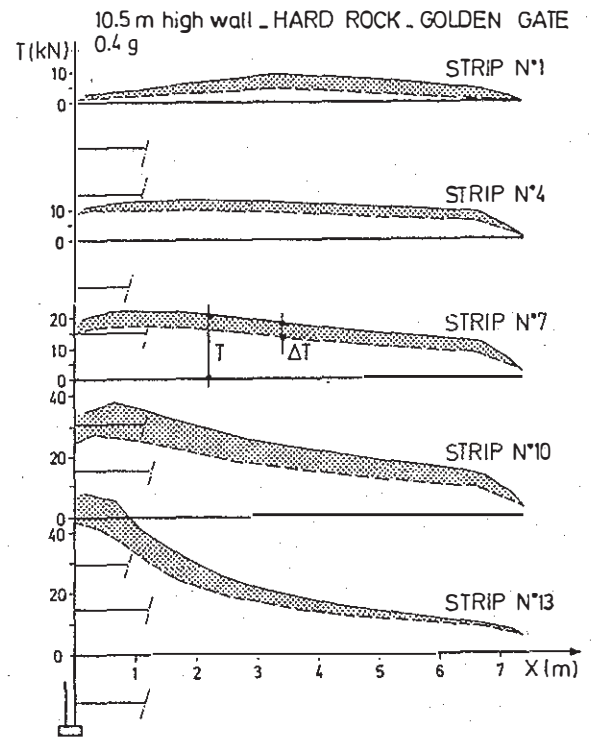 10.5 m high wall _ HARD ROCK _ GOLDEN GATE
T(kN) 0.4 g
STRIP N°1
10
0
STRIP N°4
10
0
STRIP N°7
20
10
0
T
ΔT
40
STRIP N°10
20
0
40
STRIP N°13
20
0
1 2 3 4 5 6 7 X(m)